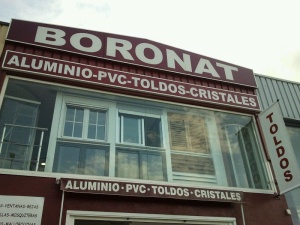 BORONAT
ALUMINIO-PVC-TOLDOS-CRISTALES
TOLDOS
ALUMINIO·PVC·TOLDOS·CRISTALES